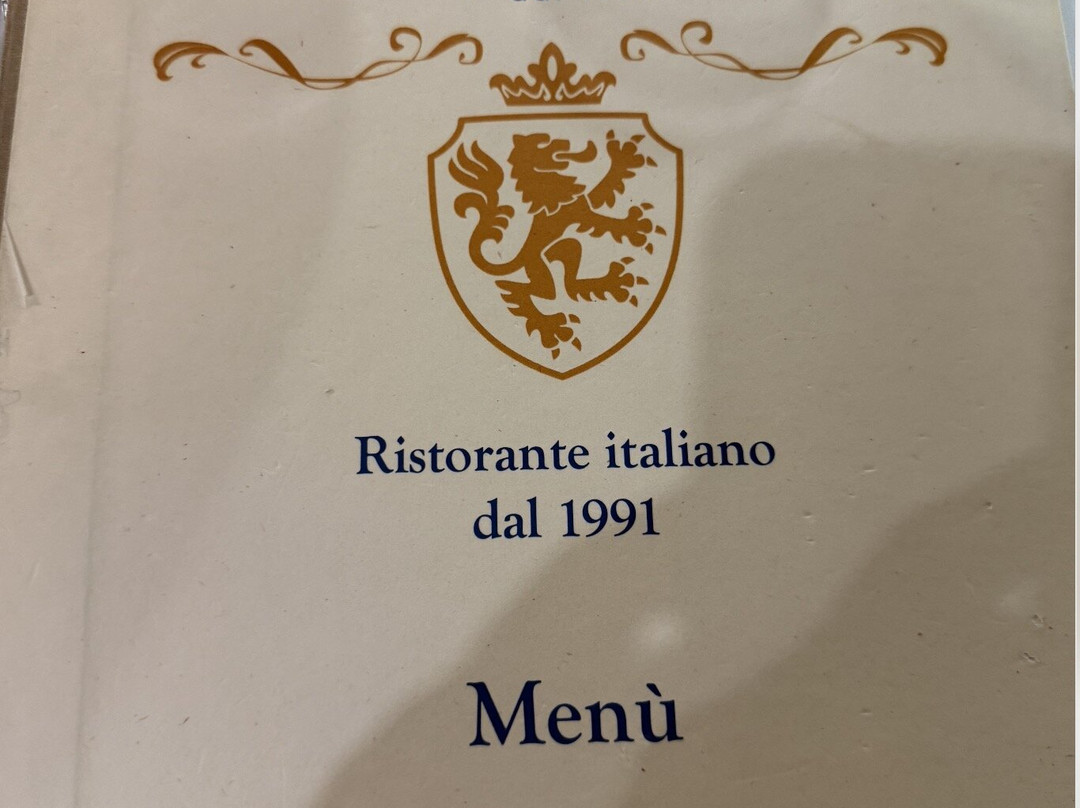 Ristorante italiano
dal 1991
Menù